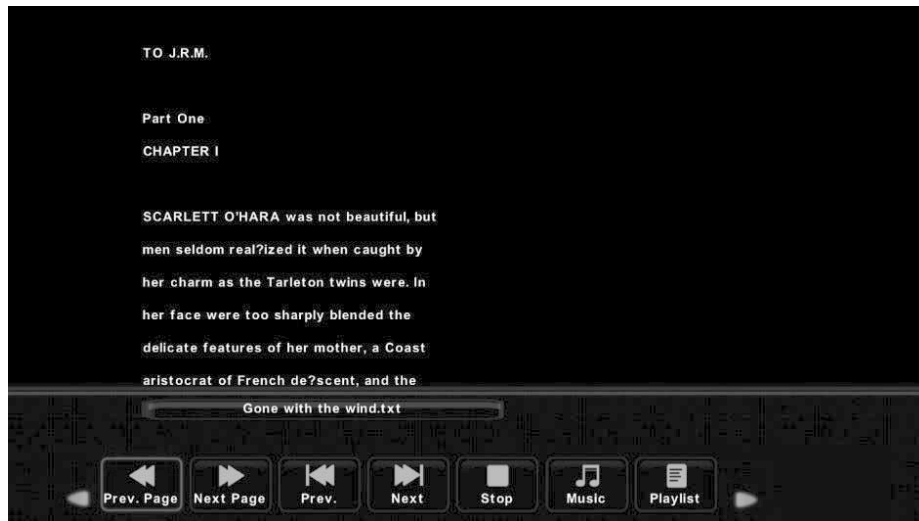 TO J.R.M.
Part One
CHAPTER I
SCARLETT O'HARA was not beautiful, but
men seldom real?ized it when caught by
her charm as the Tarleton twins were. In
her face were too sharply blended the
delicate features of her mother, a Coast
aristocrat of French de?scent, and the
Gone with the wind.txt
Prev. Page Next Page Prev. Next Stop Music Playlist